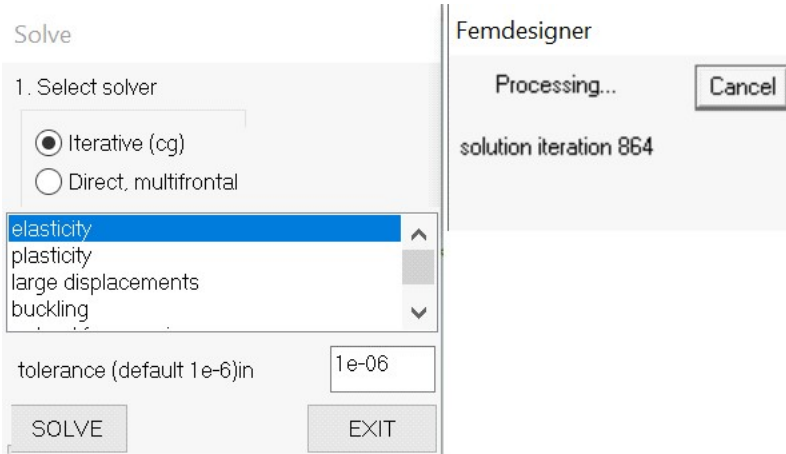 Solve
1. Select solver
Iterative (cg)
Direct, multifrontal
elasticity
plasticity
large displacements
buckling
tolerance (default 1e-6)in
1e-06
SOLVE
EXIT
Femdesigner
Processing...
Cancel
solution iteration 864